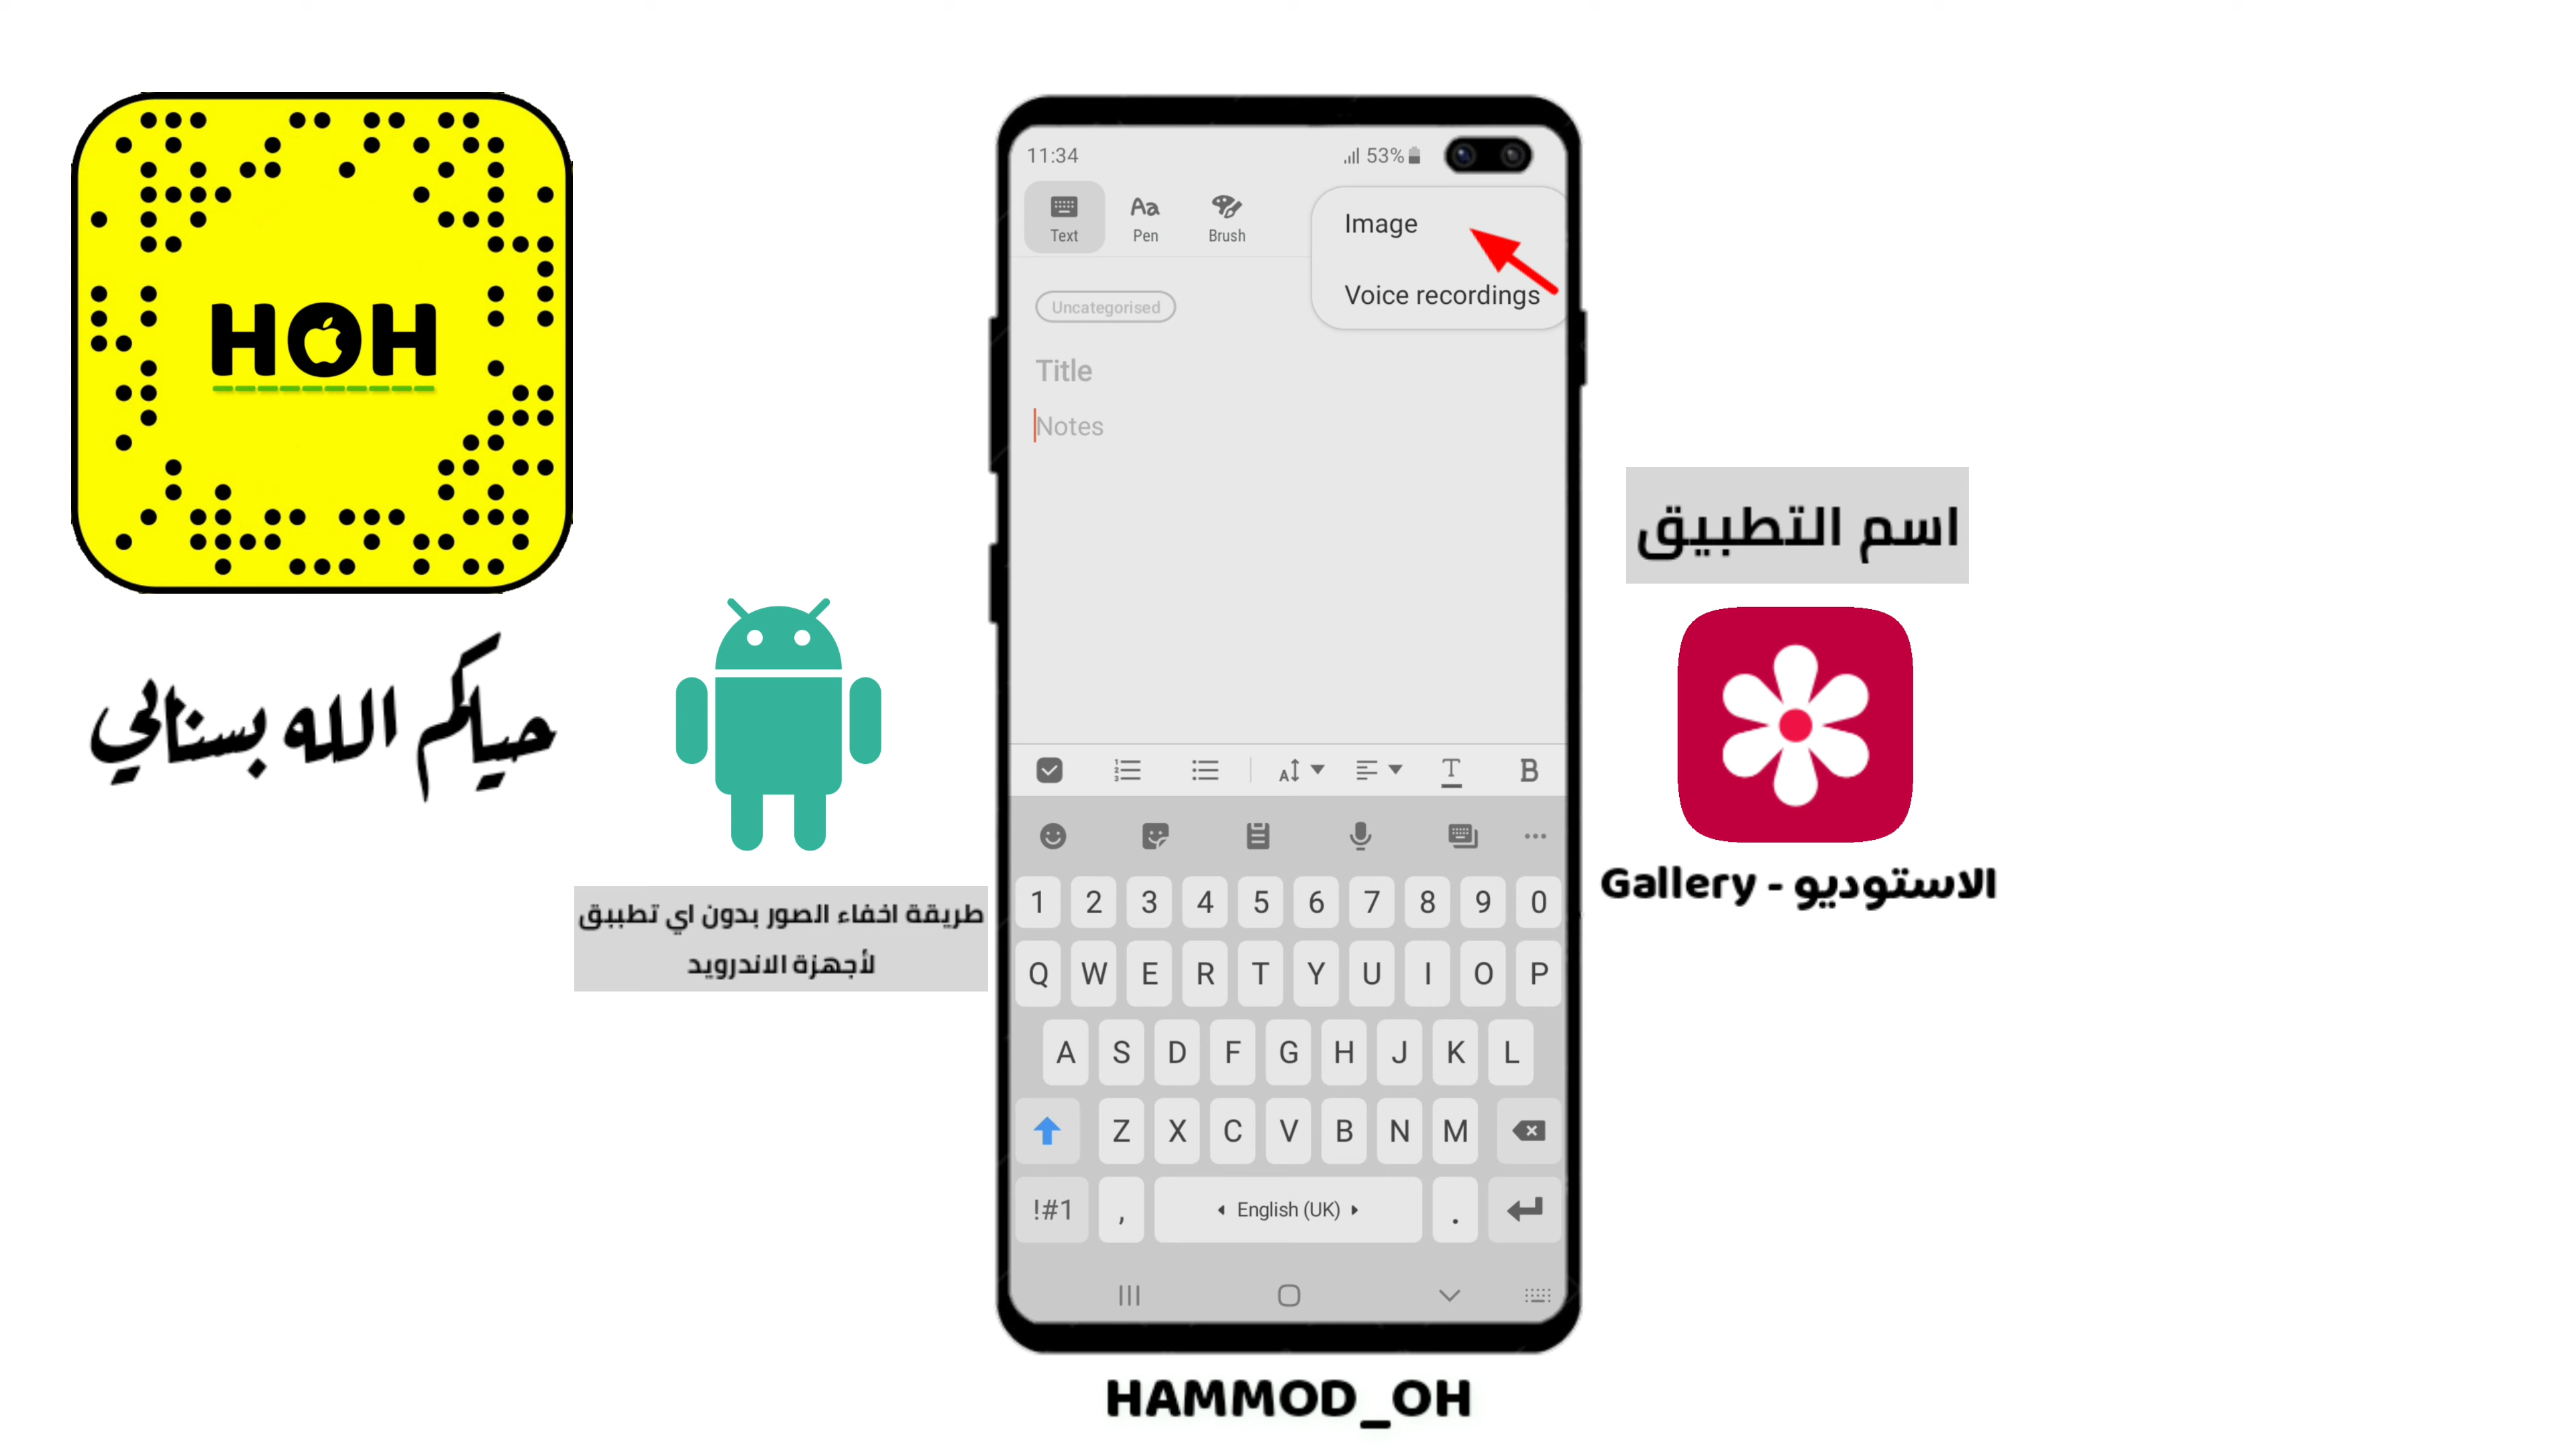 HOH
حياكم الله بسنابي
طريقة اخفاء الصور بدون اي تطبيق
لأجهزة الاندرويد
11:34
53%
Text
Pen
Brush
Image
Voice recordings
Uncategorised
Title
Notes
B
1 2 3 4 5 6 7 8 9 0
Q W E R T Y U I O P
A S D F G H J K L
Z X C V B N M
!#1 , English (UK) .
HAMMOD_OH
اسم التطبيق
الاستوديو - Gallery